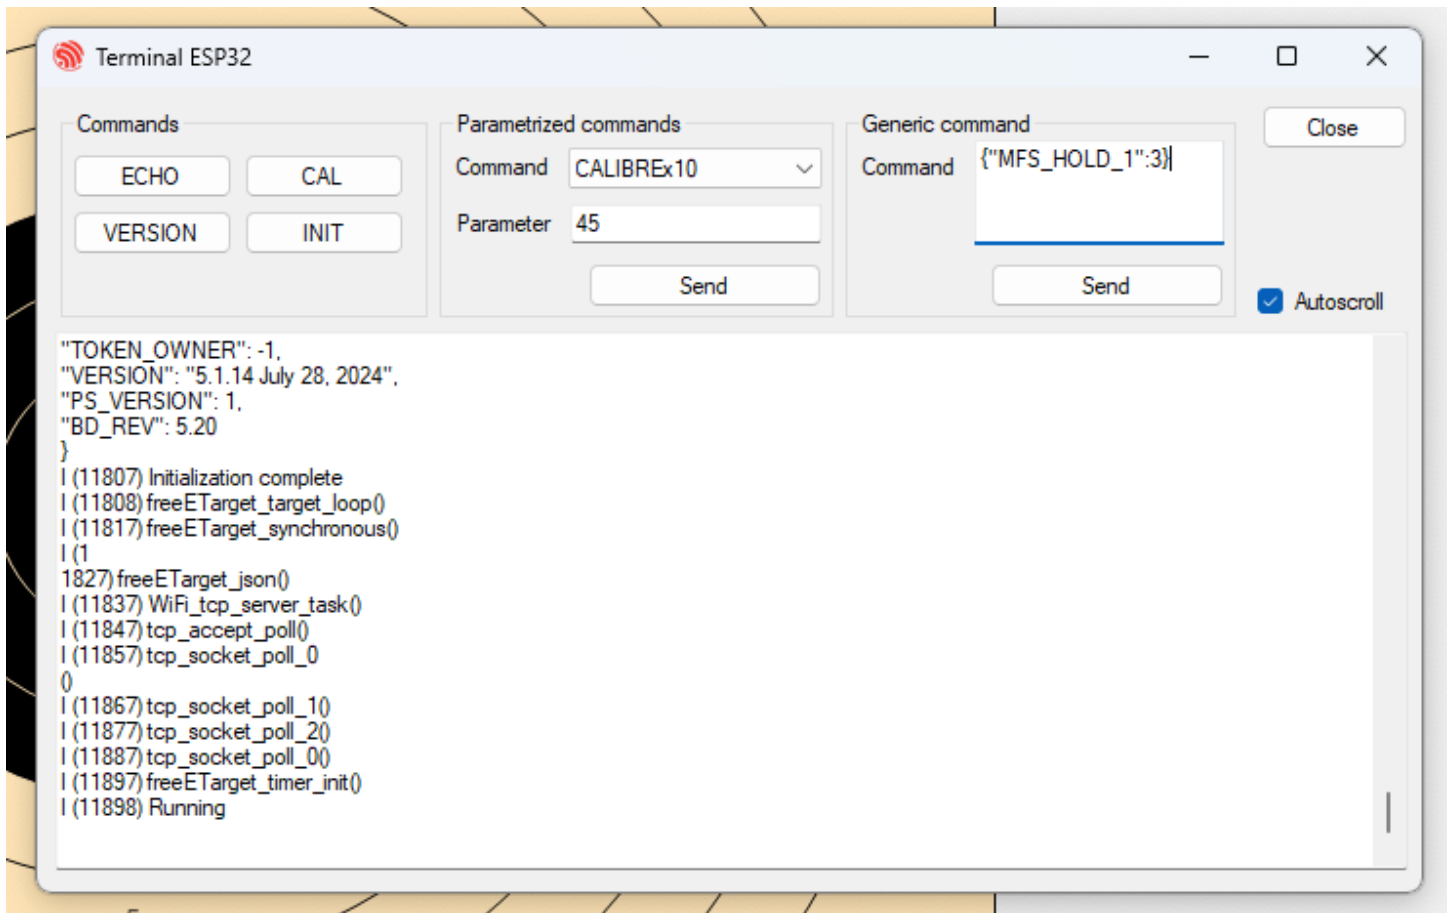 Terminal ESP32
Commands
ECHO
CAL
VERSION
INIT
Parametrized commands
Command
CALIBREx10
Parameter
45
Send
Generic command
Command
{"MFS_HOLD_1":3}
Send
Close
Autoscroll
"TOKEN_OWNER": -1,
"VERSION": "5.1.14 July 28, 2024",
"PS_VERSION": 1,
"BD_REV": 5.20
}
I (11807) Initialization complete
I (11808) freeETarget_target_loop()
I (11817) freeETarget_synchronous()
I (1
1827) freeETarget_json()
I (11837) WiFi_tcp_server_task()
I (11847) tcp_accept_poll()
I (11857) tcp_socket_poll_0
()
I (11867) tcp_socket_poll_1()
I (11877) tcp_socket_poll_2()
I (11887) tcp_socket_poll_0()
I (11897) freeETarget_timer_init()
I (11898) Running